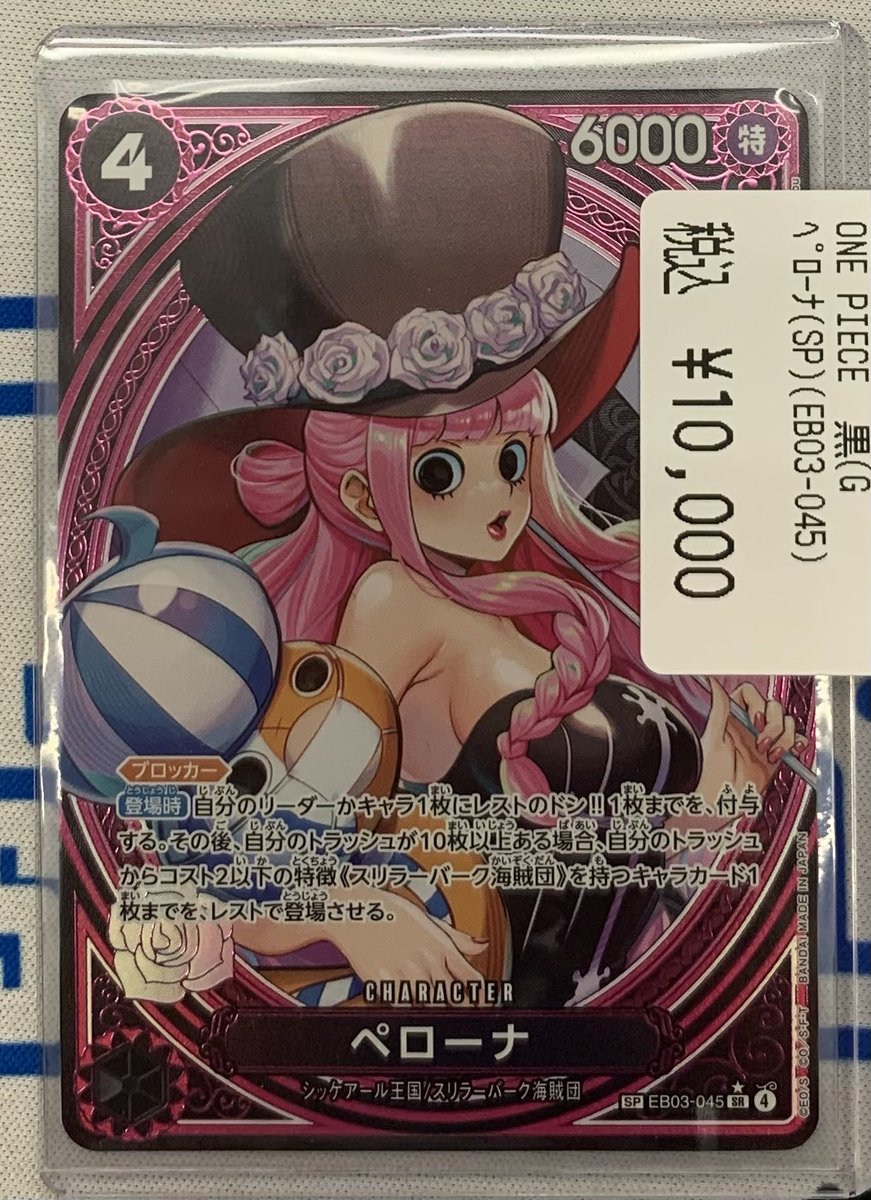 4
6000
特
ONE PIECE 黒(G
ペローナ(SP)(EB03-045)
税込 ¥10,000
ブロッカー
登場時 自分のリーダーかキャラ1枚にレストのドン!!1枚までを、付与
する。その後、自分のトラッシュが10枚以上ある場合、自分のトラッシュ
からコスト2以下の特徴《スリラーバーク海賊団》を持つキャラカード1
枚までを、レストで登場させる。
CHARACTER
ペローナ
シッケアール王国/スリラーバーク海賊団
SP EB03-045 SR 4
©EO/S ©O/S·F·T BANDAI MADE IN JAPAN